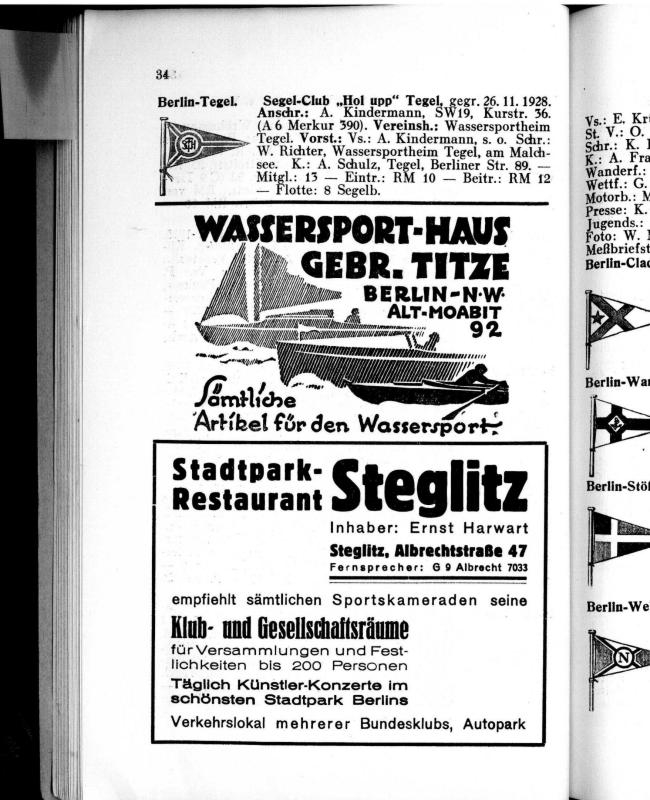 34
Berlin-Tegel. Segel-Club „Hol upp“ Tegel, gegr. 26. 11. 1928.
Anschr.: A. Kindermann, SW19, Kurstr. 36.
(A 6 Merkur 390). Vereinsh.: Wassersportheim
Tegel. Vorst.: Vs.: A. Kindermann, s. o. Schr.:
W. Richter, Wassersportheim Tegel, am Malch-
see. K.: A. Schulz, Tegel, Berliner Str. 89. —
Mitgl.: 13 — Eintr.: RM 10 — Beitr.: RM 12
— Flotte: 8 Segelb.
WASSERSPORT-HAUS
GEBR. TITZE
BERLIN-N.W.
ALT-MOABIT
92
Sämtliche
Artikel für den Wassersport.
Stadtpark-
Restaurant Steglitz
Inhaber: Ernst Harwart
Steglitz, Albrechtstraße 47
Fernsprecher: G 9 Albrecht 7033
empfiehlt sämtlichen Sportskameraden seine
Klub- und Gesellschaftsräume
für Versammlungen und Fest-
lichkeiten bis 200 Personen
Täglich Künstler-Konzerte im
schönsten Stadtpark Berlins
Verkehrslokal mehrerer Bundesklubs, Autopark
Vs.: E.
St. V.: O.
Schr.: K.
K.: A.
Wanderf.:
Wettf.: G.
Motorb.:
Presse: K.
Jugends.:
Foto: W.
Berlin-
Berlin-
Berlin-
Berlin-
N